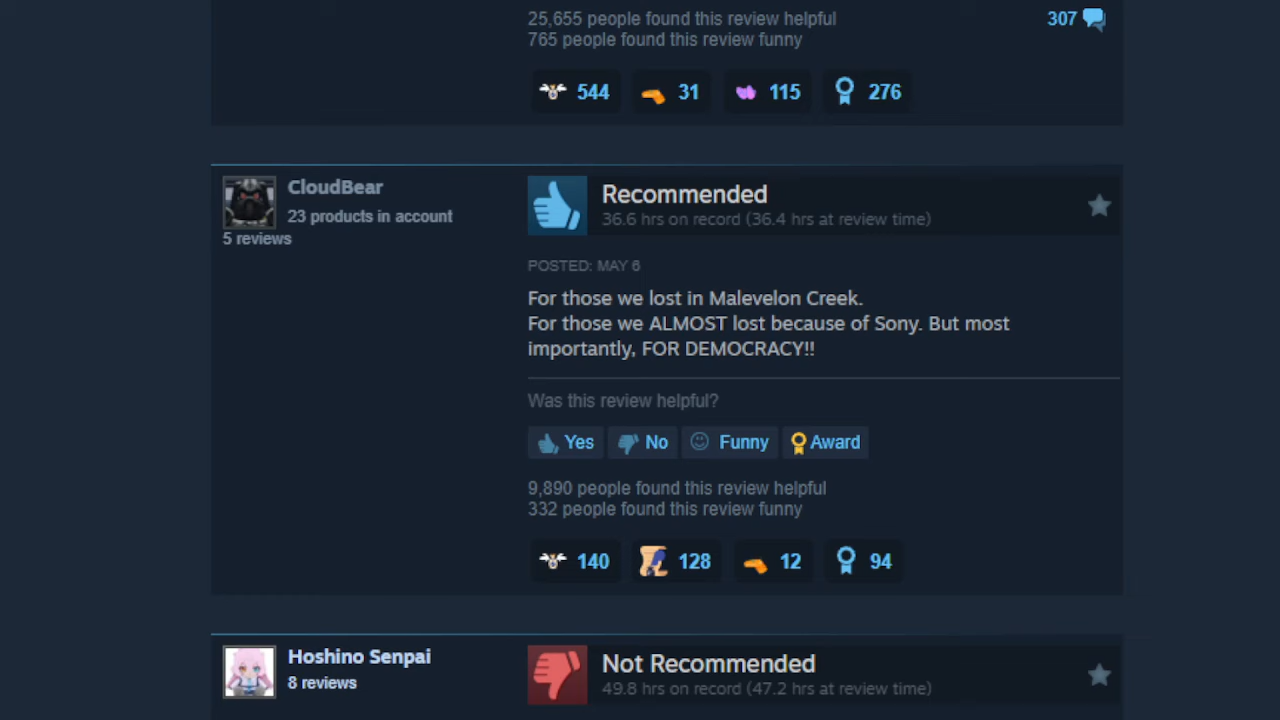 25,655 people found this review helpful
307
765 people found this review funny
544 31 115 276
CloudBear
23 products in account
5 reviews
Recommended
36.6 hrs on record (36.4 hrs at review time)
POSTED: MAY 6
For those we lost in Malevelon Creek.
For those we ALMOST lost because of Sony. But most
importantly, FOR DEMOCRACY!!
Was this review helpful?
Yes No Funny Award
9,890 people found this review helpful
332 people found this review funny
140 128 12 94
Hoshino Senpai
8 reviews
Not Recommended
49.8 hrs on record (47.2 hrs at review time)